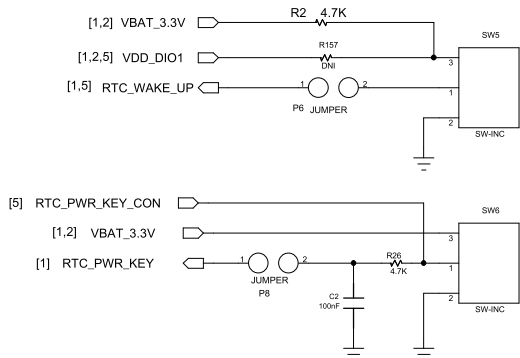 R2 4.7K
[1,2] VBAT_3.3V
SW5
[1,2,5] VDD_DIO1
R157
DNI
3
[1,5] RTC_WAKE_UP
1 2
1
P6 JUMPER
2
SW-INC
[5] RTC_PWR_KEY_CON
SW6
[1,2] VBAT_3.3V
3
[1] RTC_PWR_KEY
1 2
R26
4.7K
1
JUMPER
P8
C2
100nF
2
SW-INC